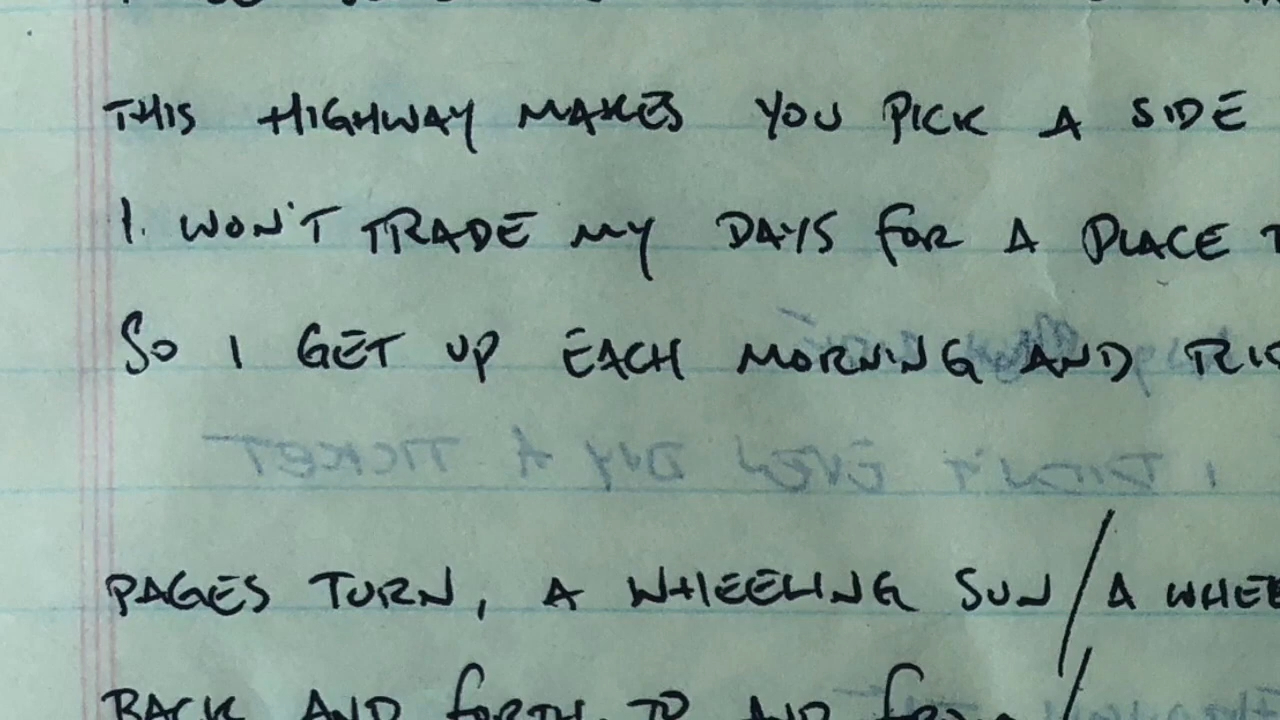 THIS HIGHWAY MAKES YOU PICK A SIDE
I WON'T TRADE MY DAYS FOR A PLACE
SO I GET UP EACH MORNING AND
I DIDN'T EVEN BUY A TICKET
PAGES TURN, A WHEELING SUN / A
BACK AND FORTH TO AND FROM /